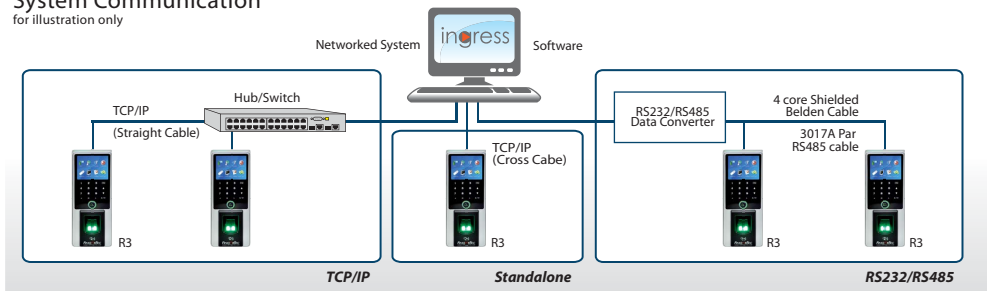 System Communication
for illustration only
Networked System
ingress
Software
TCP/IP
(Straight Cable)
Hub/Switch
R3
TCP/IP
TCP/IP
(Cross Cabe)
R3
Standalone
RS232/RS485
Data Converter
4 core Shielded
Belden Cable
3017A Par
RS485 cable
R3
R3
RS232/RS485